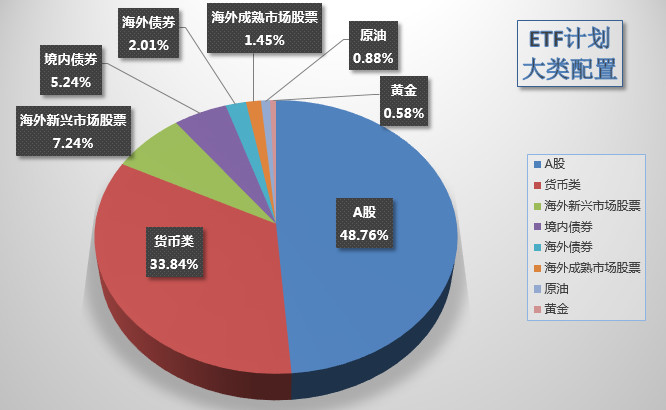 ETF计划
大类配置
海外成熟市场股票
1.45%
海外债券
2.01%
原油
0.88%
境内债券
5.24%
黄金
0.58%
海外新兴市场股票
7.24%
A股
48.76%
货币类
33.84%
A股
货币类
海外新兴市场股票
境内债券
海外债券
海外成熟市场股票
原油
黄金